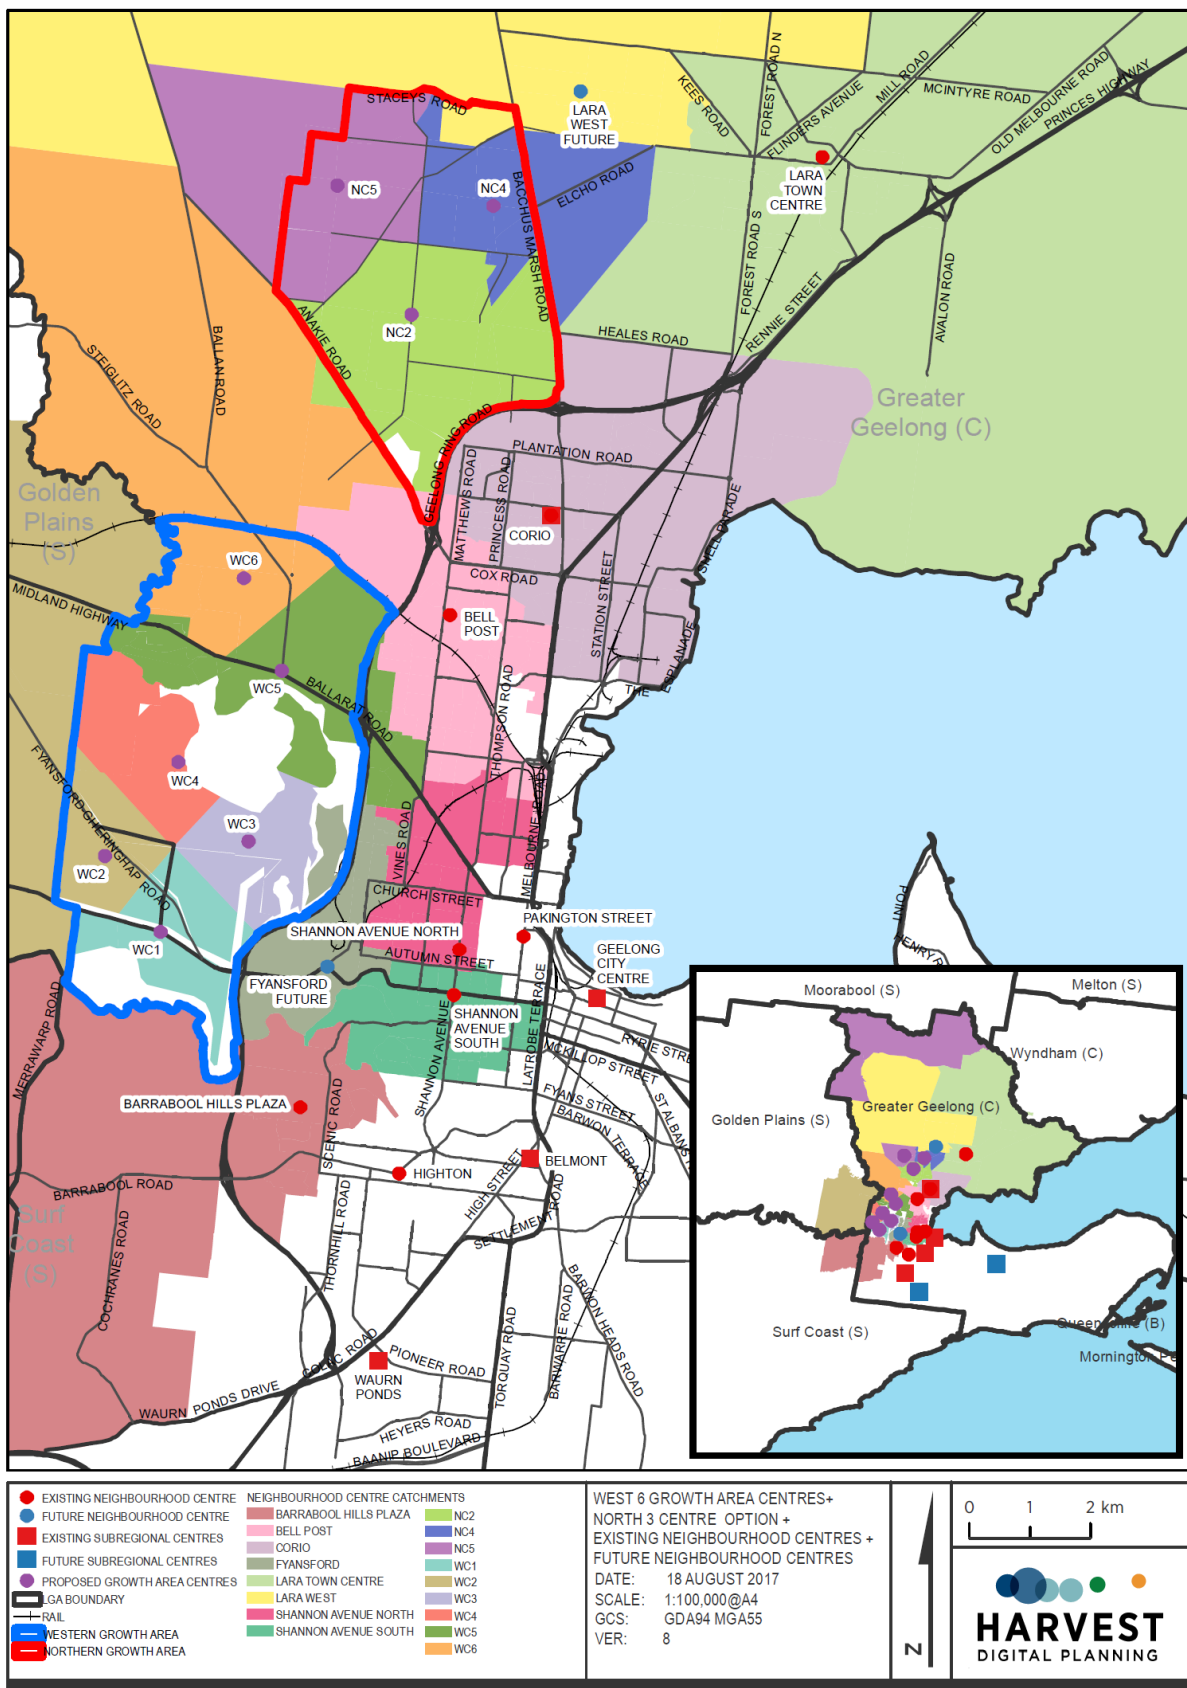 STACEYS ROAD
LARA
WEST
FUTURE
KEES ROAD
FOREST ROAD N
FLINDERS AVENUE
MILL ROAD
MCINTYRE ROAD
OLD MELBOURNE ROAD
PRINCES HIGHWAY
LARA
TOWN
CENTRE
NC5
NC4
BACCHUS MARSH ROAD
ELCHO ROAD
FOREST ROAD S
RENNIE STREET
AVALON ROAD
NC2
ANAKIE ROAD
BALLAN ROAD
STEIGLITZ ROAD
HEALES ROAD
Greater
Geelong (C)
GEELONG RING ROAD
PLANTATION ROAD
MATTHEWS ROAD
PRINCESS ROAD
CORIO
COX ROAD
STATION STREET
SHELL PARADE
Golden
Plains
(S)
WC6
MIDLAND HIGHWAY
BELL
POST
THE ESPLANADE
WC5
BALLARAT ROAD
THOMPSON ROAD
WC4
FYANSFORD-GHERINGHAP ROAD
WC3
VINES ROAD
MELBOURNE ROAD
WC2
CHURCH STREET
PAKINGTON STREET
SHANNON AVENUE NORTH
WC1
AUTUMN STREET
GEELONG
CITY
CENTRE
FYANSFORD
FUTURE
SHANNON
AVENUE
SOUTH
POINT
HENRY R
MERRAWARP ROAD
LATROBE TERRACE
RYRIE STRE
MCKILLOP STREET
SHANNON AVENUE
FYANS STREET
BARWON TERRACE
ST ALBANS
BARRABOOL HILLS PLAZA
SCENIC ROAD
BELMONT
HIGHTON
HIGH STREET
BARRABOOL ROAD
Surf
Coast
(S)
COCHRANES ROAD
THORNHILL ROAD
SETTLEMENT ROAD
BARWON HEADS ROAD
BARWARRE ROAD
TORQUAY ROAD
COLAC ROAD
PIONEER ROAD
WAURN
PONDS
WAURN PONDS DRIVE
HEYERS ROAD
BAANIP BOULEVARD
Moorabool (S)
Melton (S)
Wyndham (C)
Greater Geelong (C)
Golden Plains (S)
Surf Coast (S)
Queenscliffe (B)
Mornington Pe
EXISTING NEIGHBOURHOOD CENTRE
FUTURE NEIGHBOURHOOD CENTRE
EXISTING SUBREGIONAL CENTRES
FUTURE SUBREGIONAL CENTRES
PROPOSED GROWTH AREA CENTRES
LGA BOUNDARY
RAIL
WESTERN GROWTH AREA
NORTHERN GROWTH AREA
NEIGHBOURHOOD CENTRE CATCHMENTS
BARRABOOL HILLS PLAZA
BELL POST
CORIO
FYANSFORD
LARA TOWN CENTRE
LARA WEST
SHANNON AVENUE NORTH
SHANNON AVENUE SOUTH
NC2
NC4
NC5
WC1
WC2
WC3
WC4
WC5
WC6
WEST 6 GROWTH AREA CENTRES+
NORTH 3 CENTRE OPTION +
EXISTING NEIGHBOURHOOD CENTRES +
FUTURE NEIGHBOURHOOD CENTRES
DATE: 18 AUGUST 2017
SCALE: 1:100,000@A4
GCS: GDA94 MGA55
VER: 8
N
0 1 2 km
HARVEST
DIGITAL PLANNING